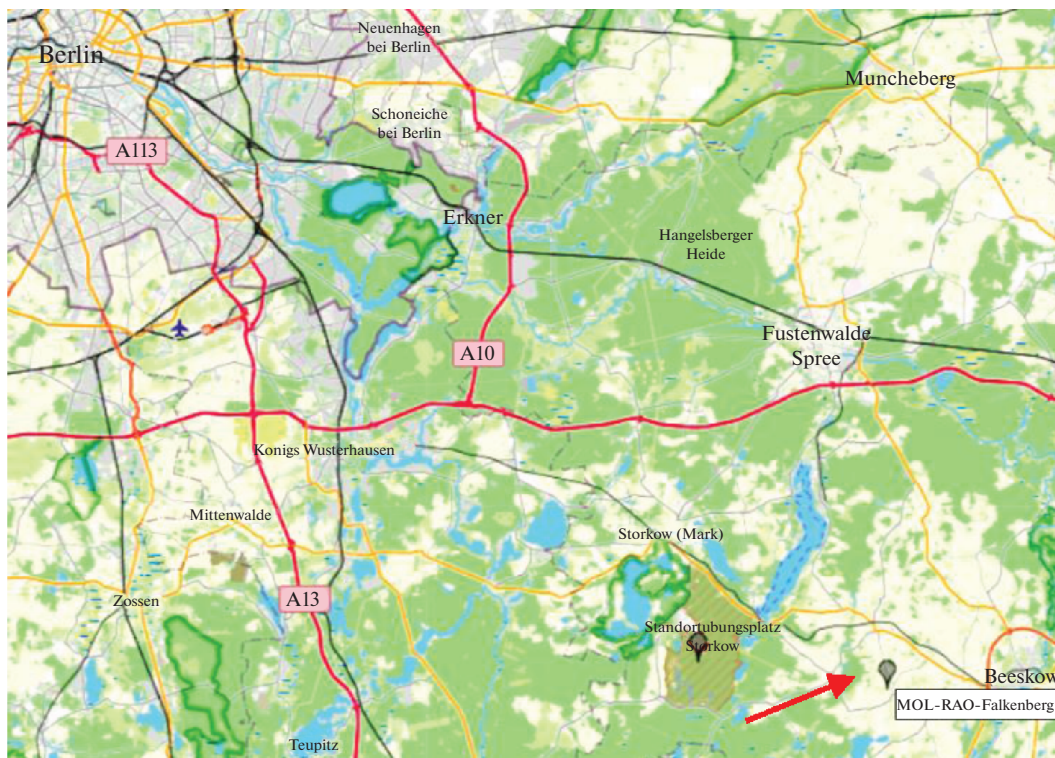 Neuenhagen
bei Berlin
Berlin
Muncheberg
Schoneiche
bei Berlin
A113
Erkner
Hangelsberger
Heide
Fustenwalde
Spree
A10
Konigs Wusterhausen
Mittenwalde
Storkow (Mark)
Zossen
A13
Standortubungsplatz
Storkow
Beeskow
MOL-RAO-Falkenberg
Teupitz